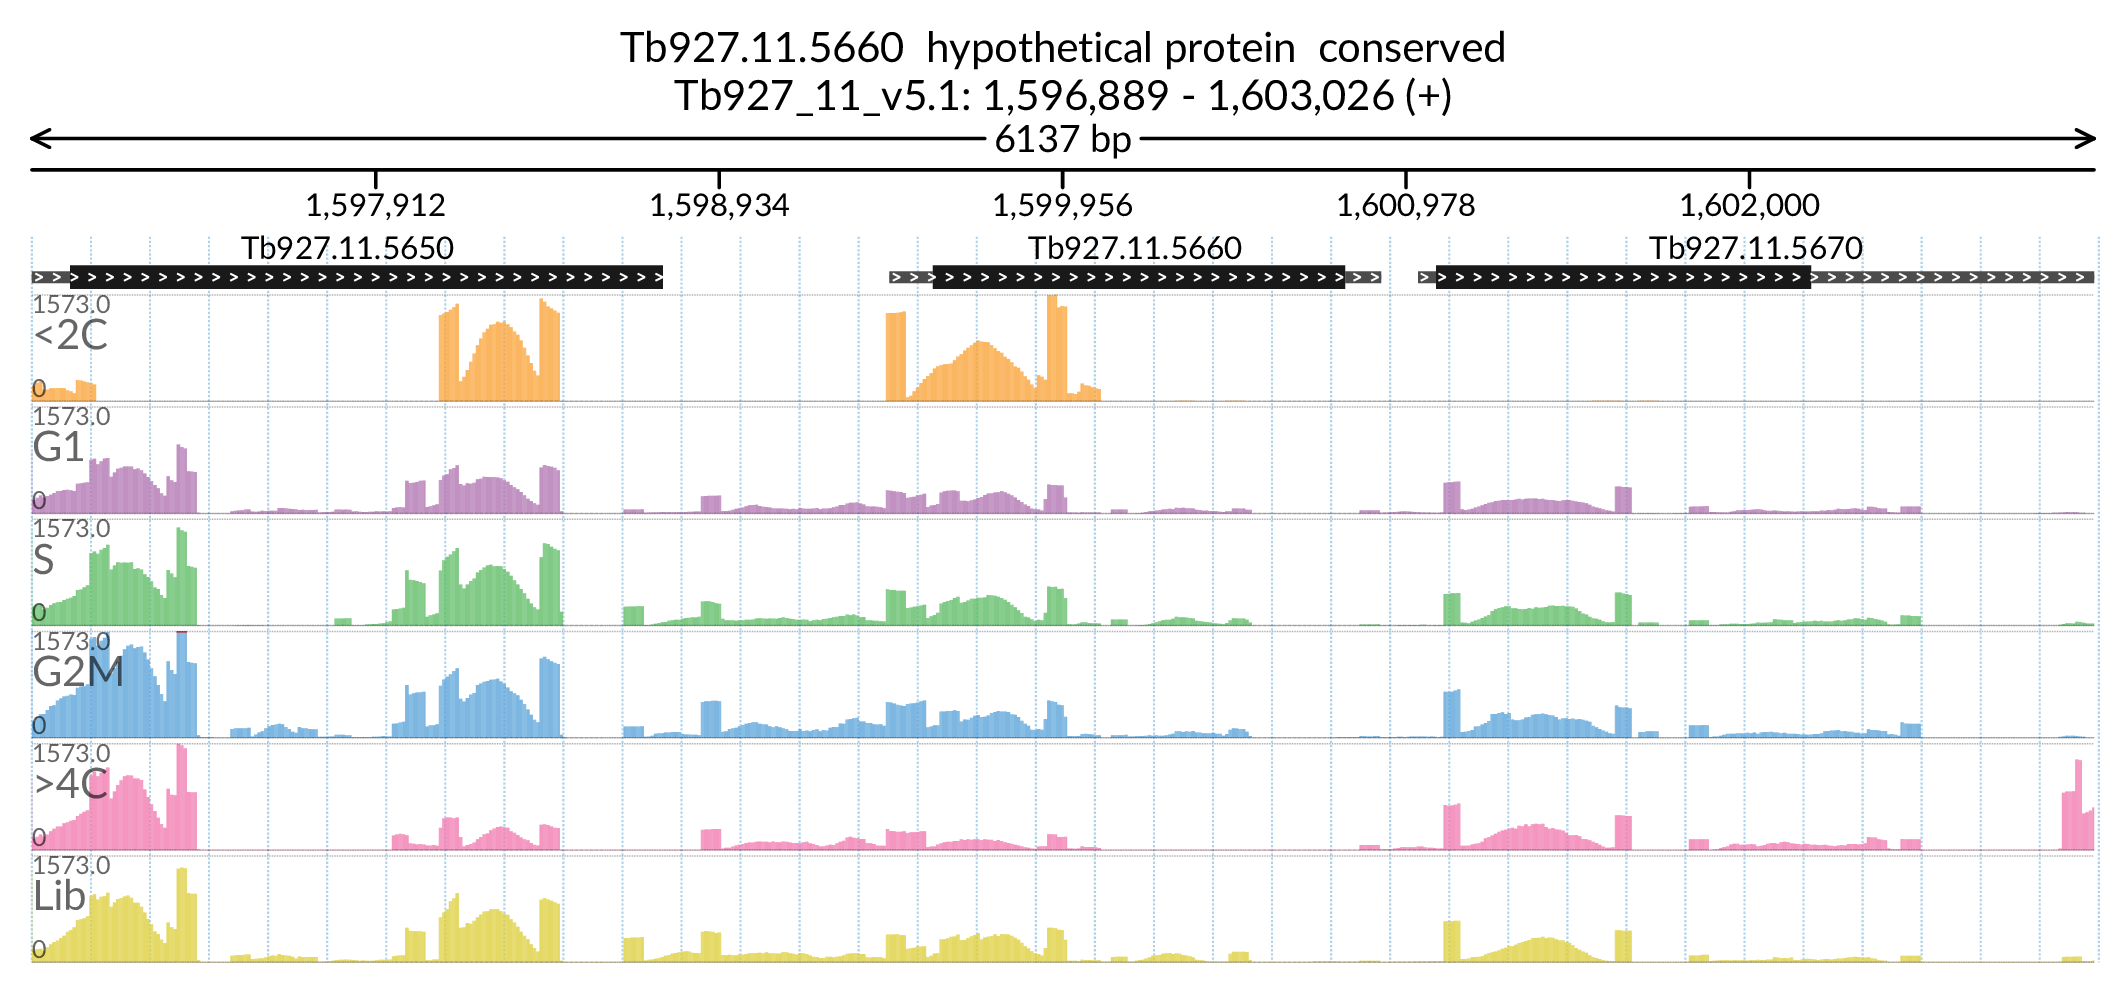 Tb927.11.5660 hypothetical protein conserved
Tb927_11_v5.1: 1,596,889 - 1,603,026 (+)
6137 bp
1,597,912 1,598,934 1,599,956 1,600,978 1,602,000
Tb927.11.5650 Tb927.11.5660 Tb927.11.5670
1573.0
<2C
0
1573.0
G1
0
1573.0
S
0
1573.0
G2M
0
1573.0
>4C
0
1573.0
Lib
0